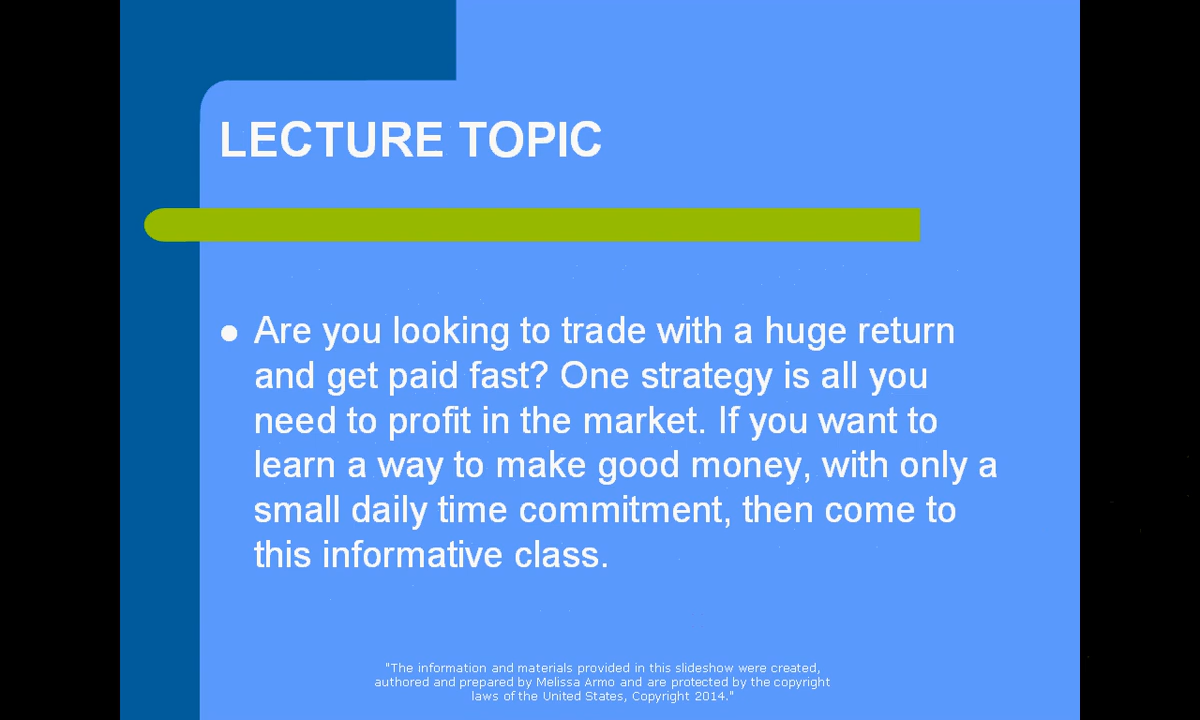 LECTURE TOPIC
Are you looking to trade with a huge return
and get paid fast? One strategy is all you
need to profit in the market. If you want to
learn a way to make good money, with only a
small daily time commitment, then come to
this informative class.
"The information and materials provided in this slideshow were created,
authored and prepared by Melissa Armo and are protected by the copyright
laws of the United States, Copyright 2014."